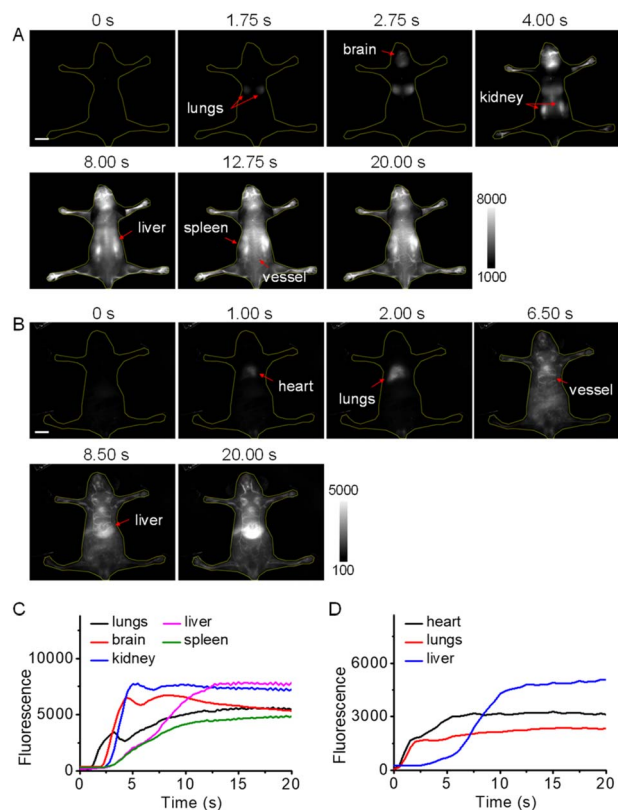 A
0 s 1.75 s 2.75 s 4.00 s
lungs
brain
kidney
8.00 s 12.75 s 20.00 s
liver
spleen
vessel
8000
1000
B
0 s 1.00 s 2.00 s 6.50 s
heart
lungs
vessel
8.50 s 20.00 s
liver
5000
100
C
lungs liver
brain spleen
kidney
10000
5000
0
0 5 10 15 20
Time (s)
Fluorescence
D
heart
lungs
liver
6000
3000
0
0 5 10 15 20
Time (s)
Fluorescence